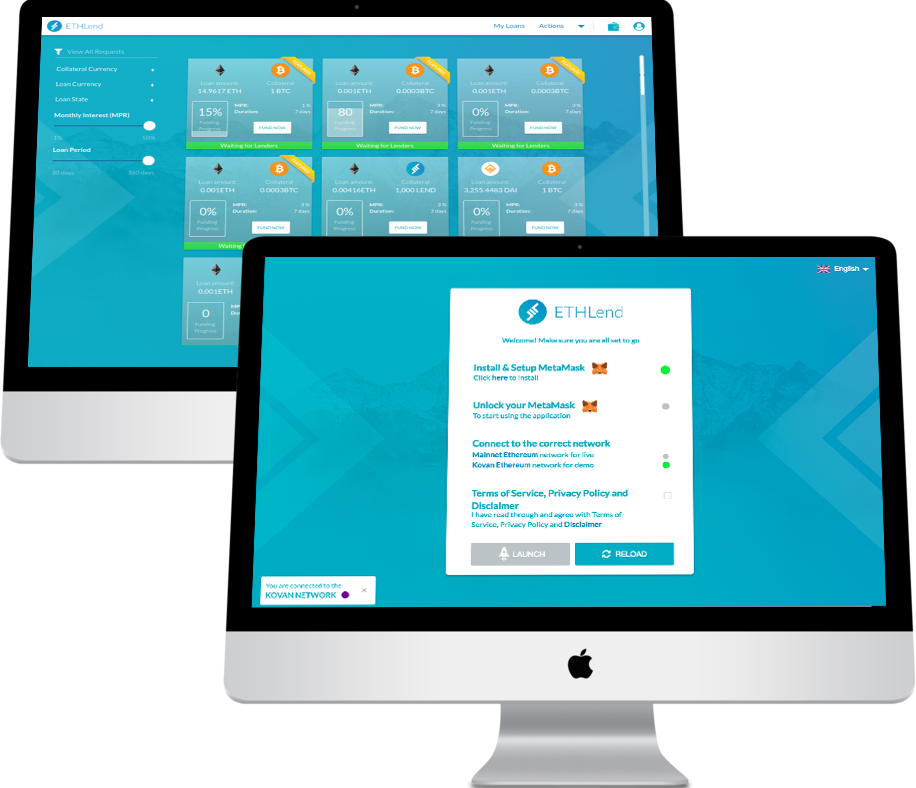 ETHLend
My Loans
Actions
View All Requests
Collateral Currency
Loan Currency
Loan State
Monthly Interest (MPR)
1%
50%
Loan Period
30 days
360 days
Loan amount
14.9617 ETH
Collateral
1 BTC
15%
Funding
Progress
MPR:
1 %
Duration:
7 days
FUND NOW
Waiting for Lenders
Loan amount
0.001ETH
Collateral
0.0003BTC
80
Funding
Progress
MPR:
3 %
Duration:
7 days
FUND NOW
Waiting for Lenders
Loan amount
0.001ETH
Collateral
0.0003BTC
0%
Funding
Progress
MPR:
3 %
Duration:
7 days
FUND NOW
Waiting for Lenders
Loan amount
0.001ETH
Collateral
0.0003BTC
0%
Funding
Progress
MPR:
3 %
Duration:
7 days
FUND NOW
Waiting
Loan amount
0.00416ETH
Collateral
1,000 LEND
0%
Funding
Progress
MPR:
3 %
Duration:
7 days
FUND NOW
Loan amount
3,255.4483 DAI
Collateral
1 BTC
0%
Funding
Progress
MPR:
3 %
Duration:
7 days
FUND NOW
Loan amount
0.001ETH
0
Funding
Progress
English
ETHLend
Welcome! Make sure you are all set to go
Install & Setup MetaMask
Click here to install
Unlock your MetaMask
To start using the application
Connect to the correct network
Mainnet Ethereum network for live
Kovan Ethereum network for demo
Terms of Service, Privacy Policy and
Disclaimer
I have read through and agree with Terms of
Service, Privacy Policy and Disclaimer
LAUNCH
RELOAD
You are connected to the
KOVAN NETWORK